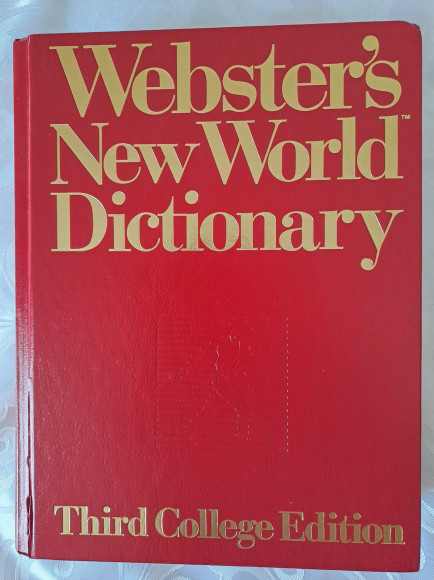 Webster's
New World™
Dictionary
Third College Edition